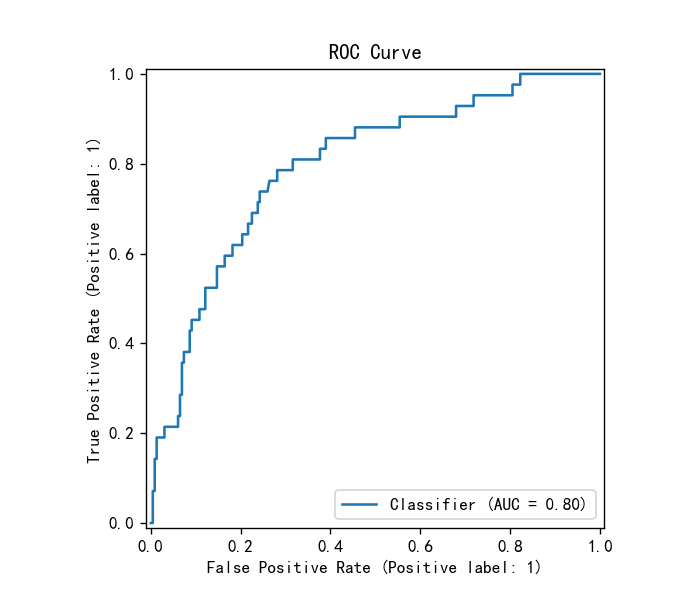 ROC Curve
1.0
0.8
0.6
0.4
0.2
0.0
True Positive Rate (Positive label: 1)
Classifier (AUC = 0.80)
0.0 0.2 0.4 0.6 0.8 1.0
False Positive Rate (Positive label: 1)